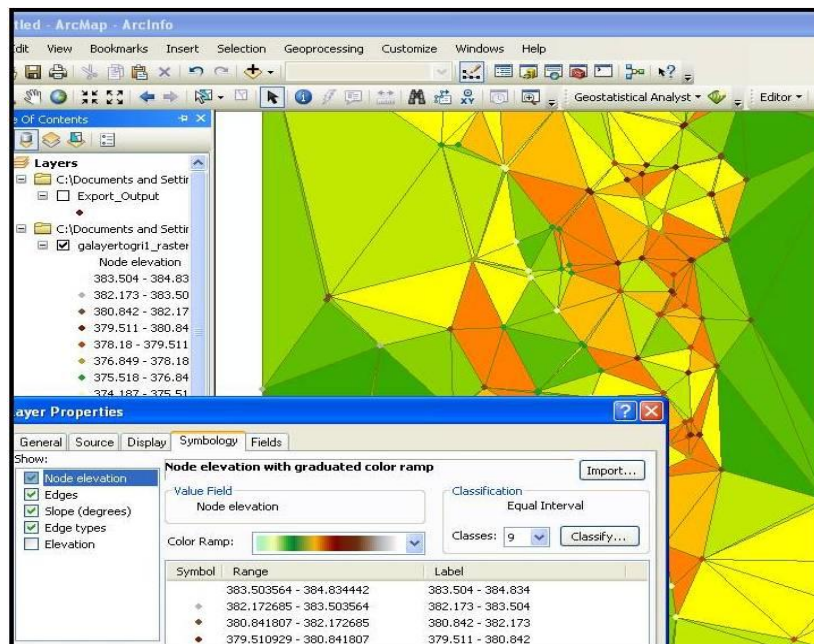 tled - ArcMap - ArcInfo
dit View Bookmarks Insert Selection Geoprocessing Customize Windows Help
Geostatistical Analyst Editor
e Of Contents
Layers
C:\Documents and Settir
Export_Output
C:\Documents and Settir
galayertogri1_raster
Node elevation
383.504 - 384.83
382.173 - 383.50
380.842 - 382.17
379.511 - 380.84
378.18 - 379.511
376.849 - 378.18
375.518 - 376.84
374.187 - 375.51
ayer Properties
General Source Display Symbology Fields
Show:
Node elevation
Edges
Slope (degrees)
Edge types
Elevation
Node elevation with graduated color ramp
Import...
Value Field
Node elevation
Classification
Equal Interval
Color Ramp:
Classes: 9 Classify...
Symbol Range Label
383.503564 - 384.834442 383.504 - 384.834
382.172685 - 383.503564 382.173 - 383.504
380.841807 - 382.172685 380.842 - 382.173
379.510929 - 380.841807 379.511 - 380.842